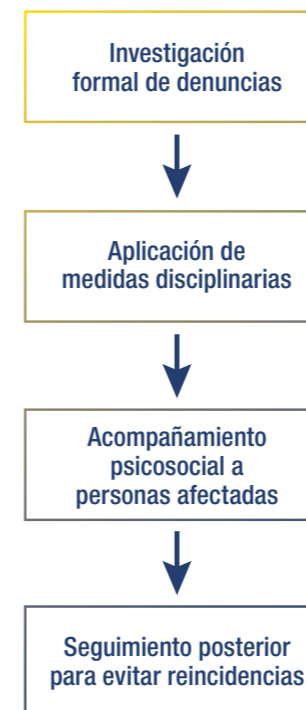 Investigación
formal de denuncias
Aplicación de
medidas disciplinarias
Acompañamiento
psicosocial a
personas afectadas
Seguimiento posterior
para evitar reincidencias